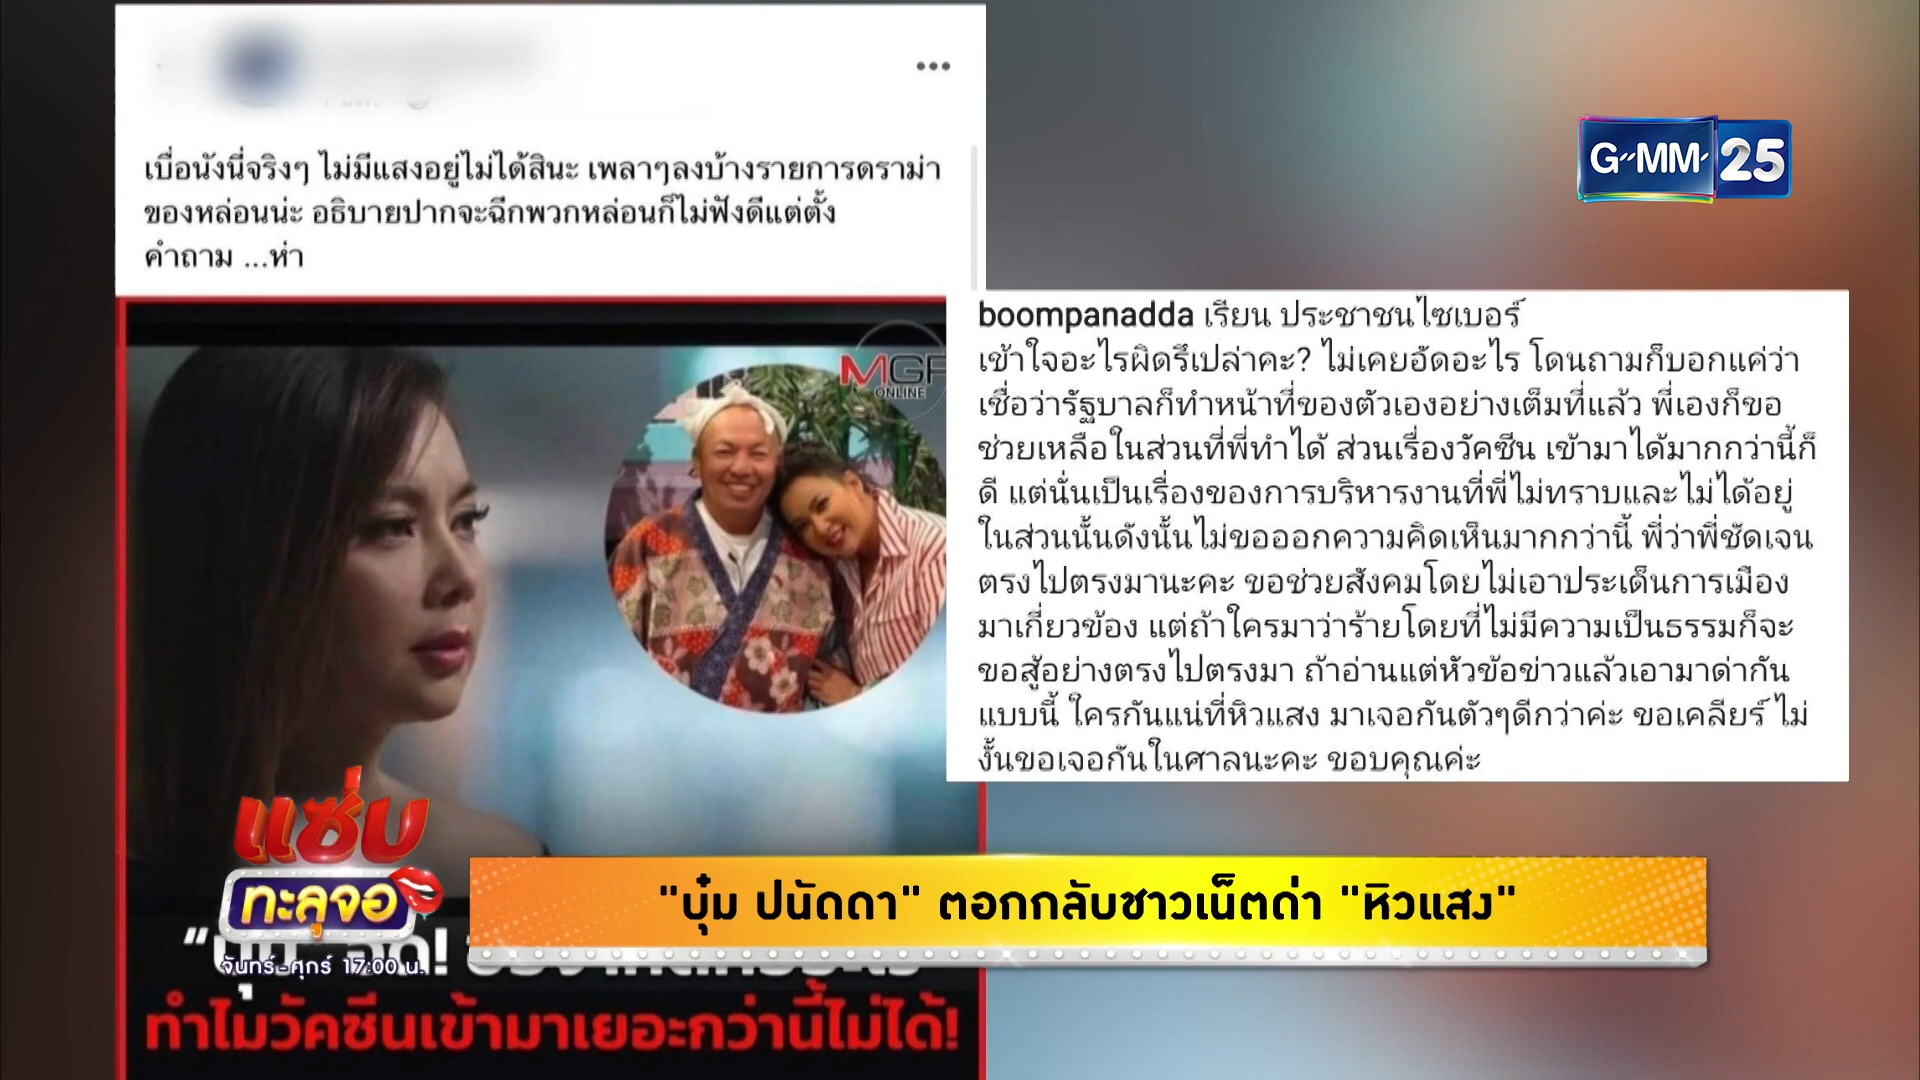 เบื่อนังนี่จริงๆ ไม่มีแสงอยู่ไม่ได้สินะ เพลาๆลงบ้างรายการดราม่า
ของหล่อนน่ะ อธิบายปากจะฉีกพวกหล่อนก็ไม่ฟังดีแต่ตั้ง
คำถาม ...ห่า
G-MM- 25
MGR
ONLINE
boompanadda เรียน ประชาชนไซเบอร์
เข้าใจอะไรผิดรึเปล่าคะ? ไม่เคยอัดอะไร โดนถามก็บอกแค่ว่า
เชื่อว่ารัฐบาลก็ทำหน้าที่ของตัวเองอย่างเต็มที่แล้ว พี่เองก็ขอ
ช่วยเหลือในส่วนที่พี่ทำได้ ส่วนเรื่องวัคซีน เข้ามาได้มากกว่านี้ก็
ดี แต่นั่นเป็นเรื่องของการบริหารงานที่พี่ไม่ทราบและไม่ได้อยู่
ในส่วนนั้นดังนั้นไม่ขอออกความคิดเห็นมากกว่านี้ พี่ว่าพี่ชัดเจน
ตรงไปตรงมานะคะ ขอช่วยสังคมโดยไม่เอาประเด็นการเมือง
มาเกี่ยวข้อง แต่ถ้าใครมาว่าร้ายโดยที่ไม่มีความเป็นธรรมก็จะ
ขอสู้อย่างตรงไปตรงมา ถ้าอ่านแต่หัวข้อข่าวแล้วเอามาด่ากัน
แบบนี้ ใครกันแน่ที่หิวแสง มาเจอกันตัวๆดีกว่าค่ะ ขอเคลียร์ ไม่
งั้นขอเจอกันในศาลนะคะ ขอบคุณค่ะ
แซ่บ
ทะลุจอ
จันทร์-ศุกร์ 17:00 น.
"บุ๋ม ปนัดดา" ตอกกลับชาวเน็ตด่า "หิวแสง"
ทำไมวัคซีนเข้ามาเยอะกว่านี้ไม่ได้!